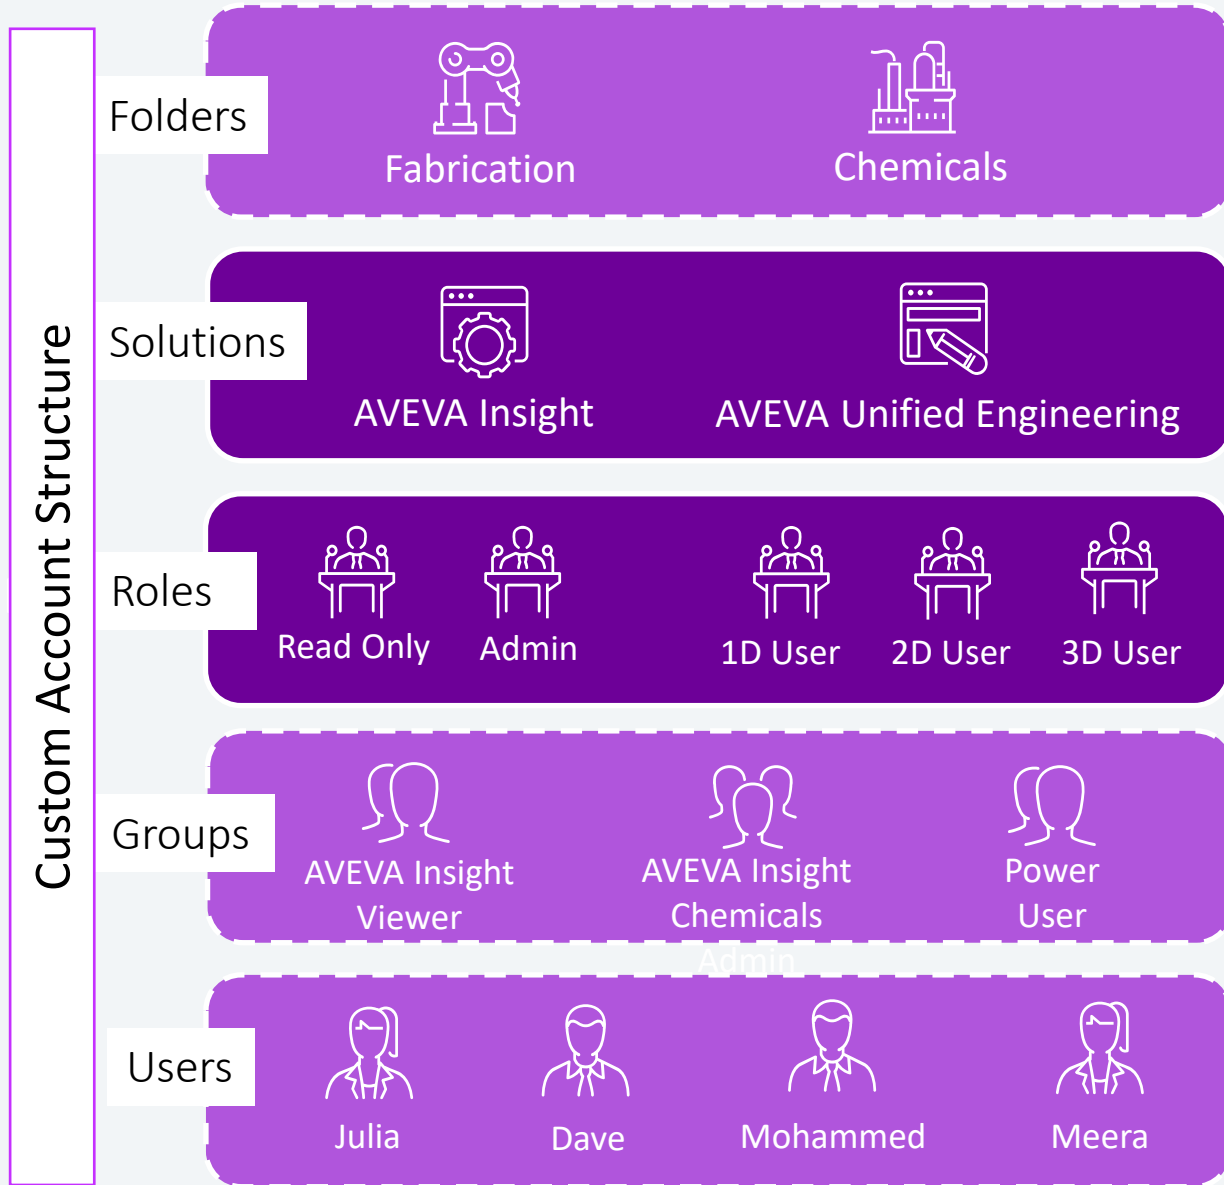 Custom Account Structure
Folders
Fabrication
Chemicals
Solutions
AVEVA Insight
AVEVA Unified Engineering
Roles
Read Only
Admin
1D User
2D User
3D User
Groups
AVEVA Insight
Viewer
AVEVA Insight
Chemicals
Admin
Power
User
Users
Julia
Dave
Mohammed
Meera